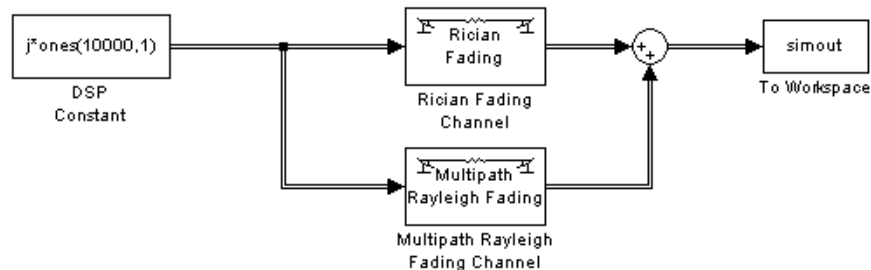 j*ones(10000,1)
DSP
Constant
Rician
Fading
Rician Fading
Channel
++
simout
To Workspace
Multipath
Rayleigh Fading
Multipath Rayleigh
Fading Channel